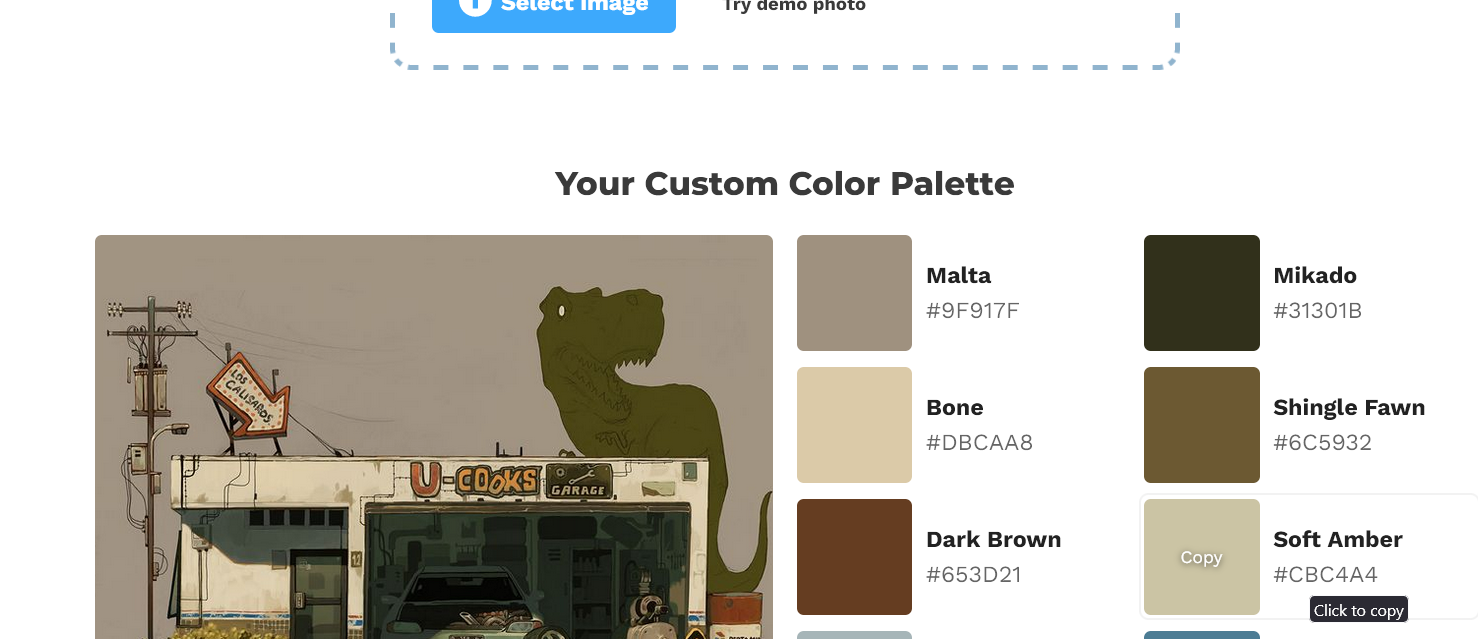 Select Image
Try demo photo
Your Custom Color Palette
LOS
CALISAROS
U-COOKS
GARAGE
12
Malta
#9F917F
Mikado
#31301B
Bone
#DBCAA8
Shingle Fawn
#6C5932
Dark Brown
#653D21
Copy
Soft Amber
#CBC4A4
Click to copy